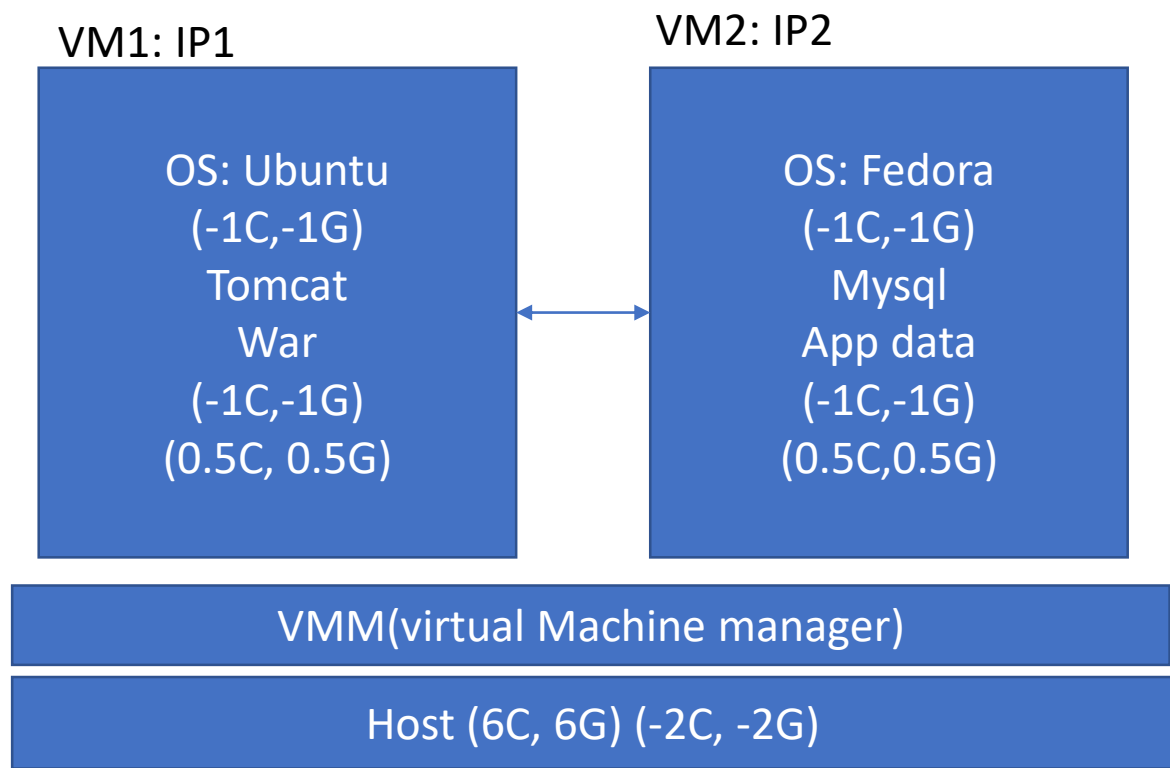 VM1: IP1
VM2: IP2
OS: Ubuntu
(-1C,-1G)
Tomcat
War
(-1C,-1G)
(0.5C, 0.5G)
OS: Fedora
(-1C,-1G)
Mysql
App data
(-1C,-1G)
(0.5C,0.5G)
VMM(virtual Machine manager)
Host (6C, 6G) (-2C, -2G)